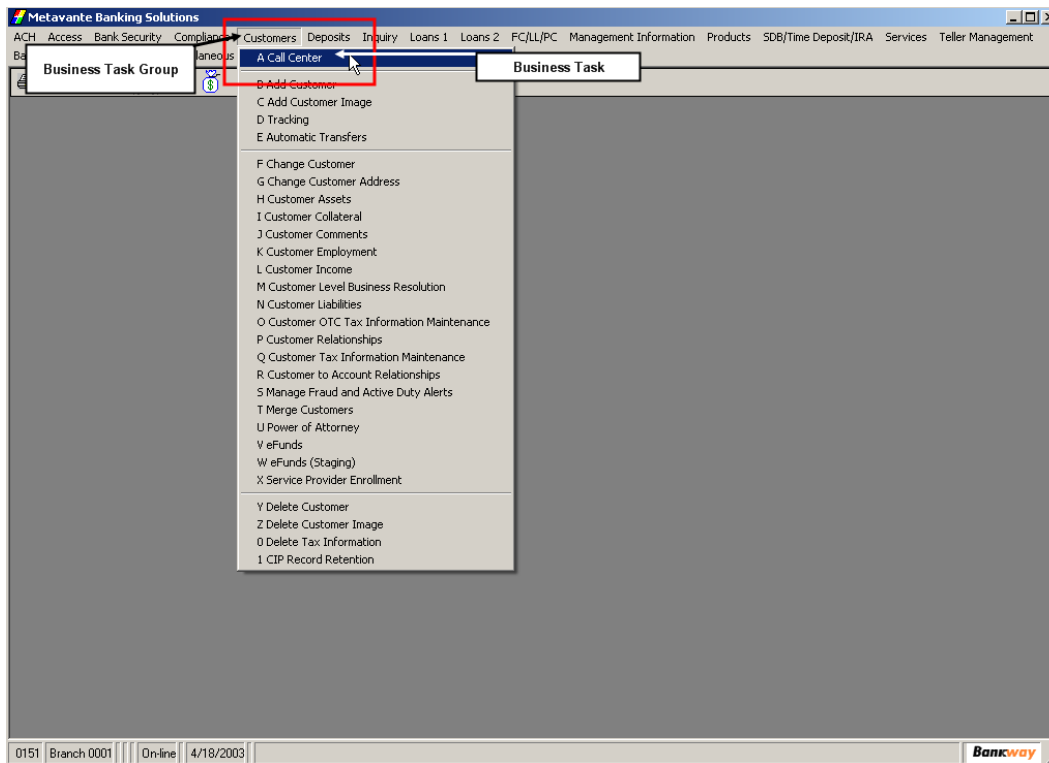 Metavante Banking Solutions
ACH Access Bank Security Compliance Customers Deposits Inquiry Loans 1 Loans 2 FC/LL/PC Management Information Products SDB/Time Deposit/IRA Services Teller Management
Business Task Group
A Call Center
Business Task
B Add Customer
C Add Customer Image
D Tracking
E Automatic Transfers
F Change Customer
G Change Customer Address
H Customer Assets
I Customer Collateral
J Customer Comments
K Customer Employment
L Customer Income
M Customer Level Business Resolution
N Customer Liabilities
O Customer OTC Tax Information Maintenance
P Customer Relationships
Q Customer Tax Information Maintenance
R Customer to Account Relationships
S Manage Fraud and Active Duty Alerts
T Merge Customers
U Power of Attorney
V eFunds
W eFunds (Staging)
X Service Provider Enrollment
Y Delete Customer
Z Delete Customer Image
0 Delete Tax Information
1 CIP Record Retention
0151 Branch 0001 On-line 4/18/2003 Bankway